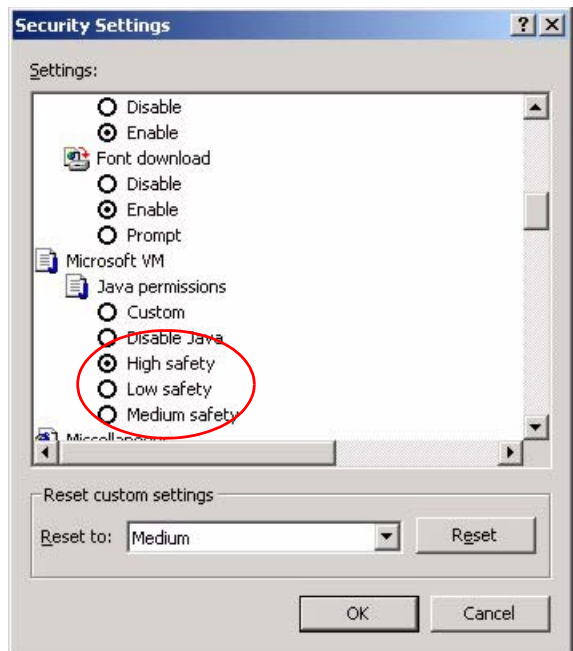 Security Settings
Settings:
Disable
Enable
Font download
Disable
Enable
Prompt
Microsoft VM
Java permissions
Custom
Disable Java
High safety
Low safety
Medium safety
Miscellaneous
Reset custom settings
Reset to: Medium Reset
OK Cancel